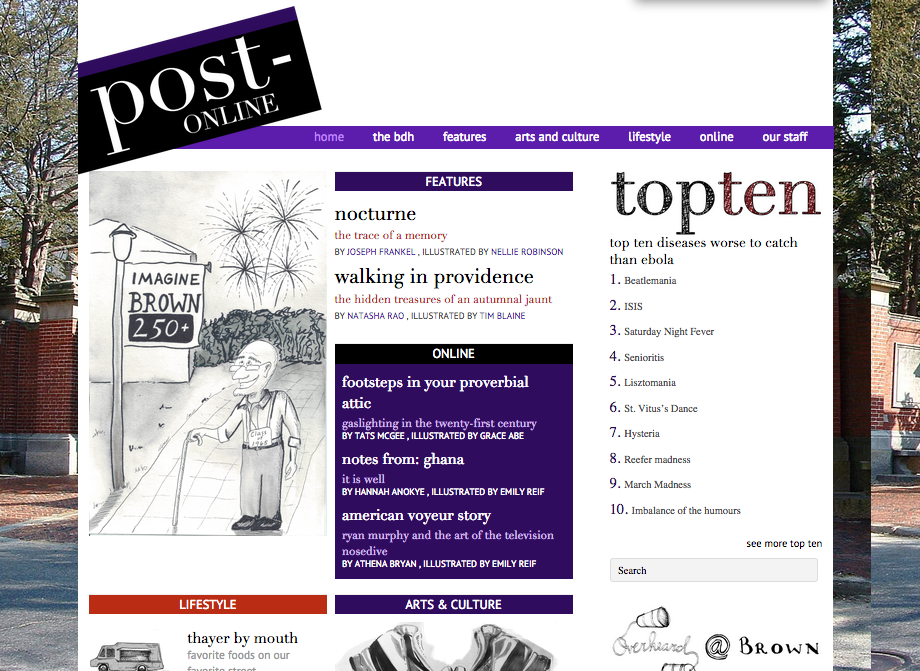 post-
ONLINE
home the bdh features arts and culture lifestyle online our staff
IMAGINE
BROWN
250+
Class
1965
FEATURES
nocturne
the trace of a memory
BY JOSEPH FRANKEL , ILLUSTRATED BY NELLIE ROBINSON
walking in providence
the hidden treasures of an autumnal jaunt
BY NATASHA RAO , ILLUSTRATED BY TIM BLAINE
ONLINE
footsteps in your proverbial
attic
gaslighting in the twenty-first century
BY TATS MCGEE , ILLUSTRATED BY GRACE ABE
notes from: ghana
it is well
BY HANNAH ANOKYE , ILLUSTRATED BY EMILY REIF
american voyeur story
ryan murphy and the art of the television
nosedive
BY ATHENA BRYAN , ILLUSTRATED BY EMILY REIF
topten
top ten diseases worse to catch
than ebola
1. Beatlemania
2. ISIS
3. Saturday Night Fever
4. Senioritis
5. Lisztomania
6. St. Vitus's Dance
7. Hysteria
8. Reefer madness
9. March Madness
10. Imbalance of the humours
see more top ten
Search
LIFESTYLE
thayer by mouth
favorite foods on our
favorite street
ARTS & CULTURE
Overheard @ BROWN